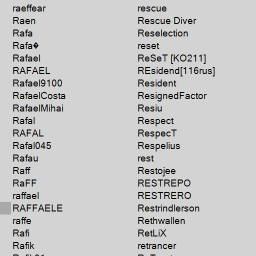 raeffear rescue
Raen Rescue Diver
Rafa Reselection
Rafa� reset
Rafael ReSeT [KO211]
RAFAEL REsidend[116rus]
Rafael9100 Resident
RafaelCosta ResignedFactor
RafaelMihai Resiu
Rafal Respect
RAFAL RespecT
Rafal045 Respelius
Rafau rest
Raff Restojee
RaFF RESTREPO
raffael RESTRERO
RAFFAELE Restrindlerson
raffe Rethwallen
Rafi RetLiX
Rafik retrancer